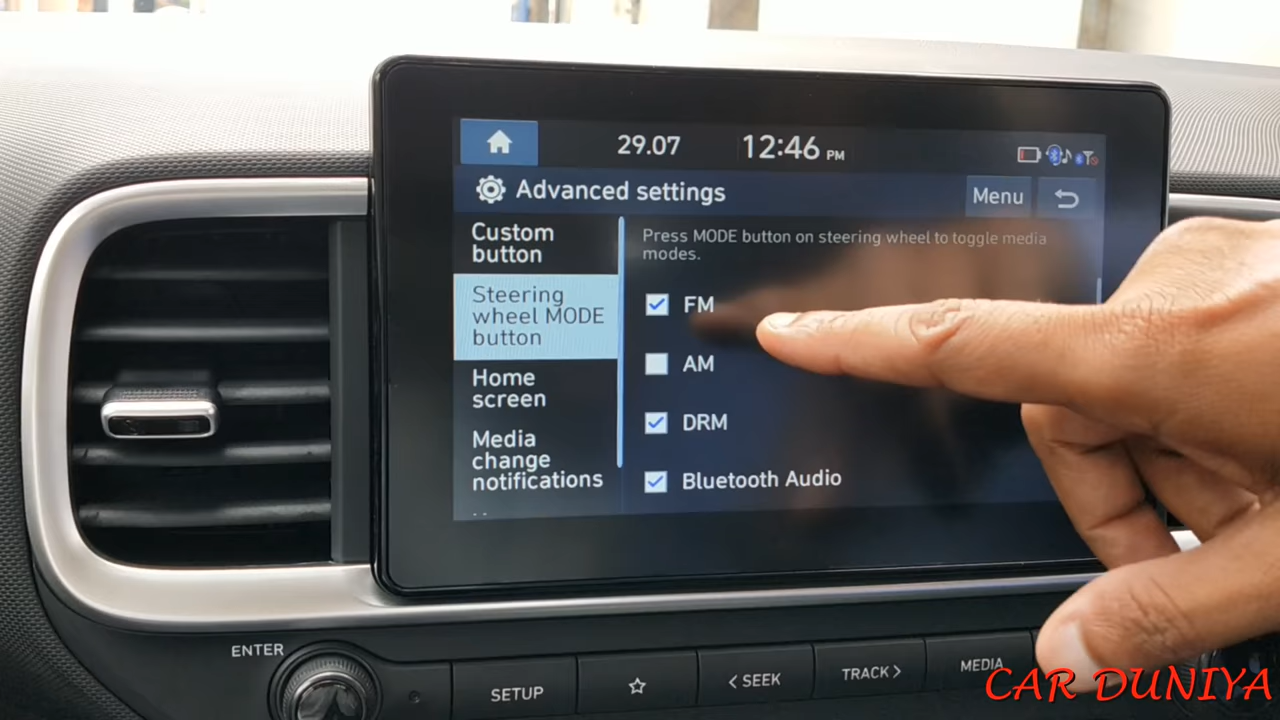 29.07
12:46 PM
Advanced settings
Menu
Custom
button
Steering
wheel MODE
button
Home
screen
Media
change
notifications
Press MODE button on steering wheel to toggle media
modes.
FM
AM
DRM
Bluetooth Audio
ENTER
SETUP
< SEEK
TRACK >
MEDIA
CAR DUNIYA